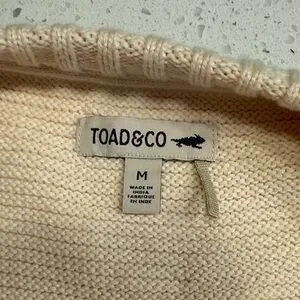 TOAD&CO
M
MADE IN
INDIA
FABRIQUE
EN INDE